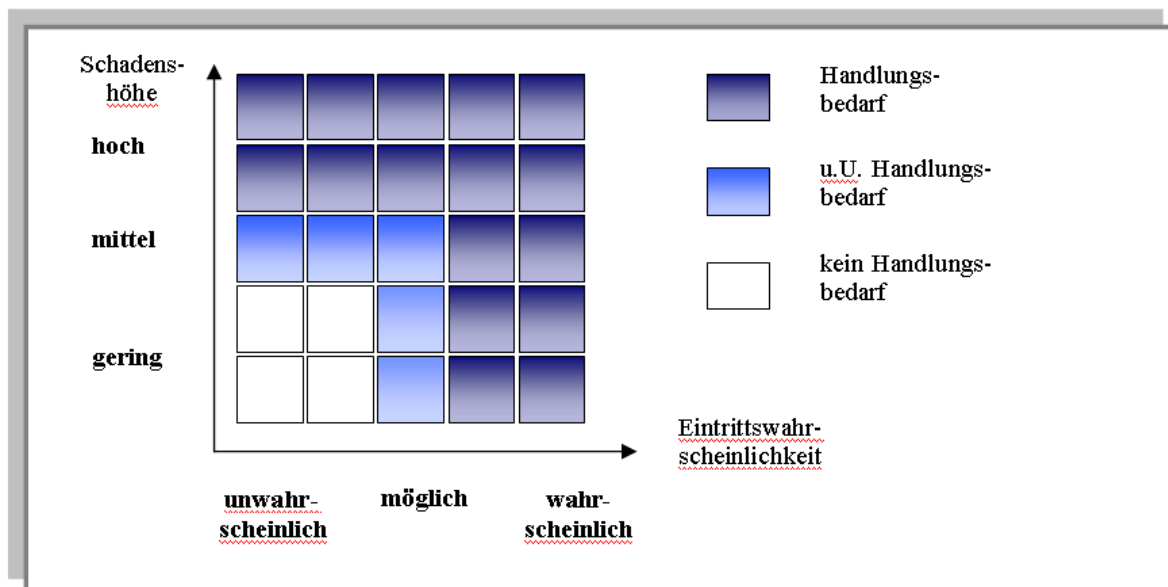 Schadens-
höhe
hoch
mittel
gering
Handlungs-
bedarf
u.U. Handlungs-
bedarf
kein Handlungs-
bedarf
Eintrittswahr-
scheinlichkeit
unwahr-
scheinlich
möglich
wahr-
scheinlich